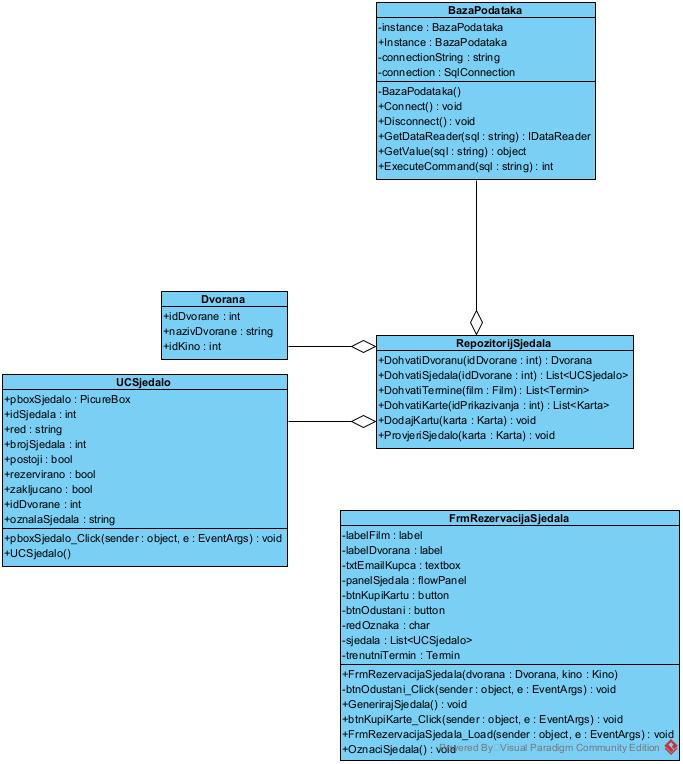 BazaPodataka
-instance : BazaPodataka
+Instance : BazaPodataka
-connectionString : string
-connection : SqlConnection
-BazaPodataka()
+Connect() : void
+Disconnect() : void
+GetDataReader(sql : string) : IDataReader
+GetValue(sql : string) : object
+ExecuteCommand(sql : string) : int
Dvorana
+idDvorane : int
+nazivDvorane : string
+idKino : int
RepozitorijSjedala
+DohvatiDvoranu(idDvorane : int) : Dvorana
+DohvatiSjedala(idDvorane : int) : List<UCSjedalo>
+DohvatiTermine(film : Film) : List<Termin>
+DohvatiKarte(idPrikazivanja : int) : List<Karta>
+DodajKartu(karta : Karta) : void
+ProvjeriSjedalo(karta : Karta) : void
UCSjedalo
+pboxSjedalo : PicureBox
+idSjedala : int
+red : string
+brojSjedala : int
+postoji : bool
+rezervirano : bool
+zakljucano : bool
+idDvorane : int
+oznalaSjedala : string
+pboxSjedalo_Click(sender : object, e : EventArgs) : void
+UCSjedalo()
FrmRezervacijaSjedala
-labelFilm : label
-labelDvorana : label
-txtEmailKupca : textbox
-panelSjedala : flowPanel
-btnKupiKartu : button
-btnOdustani : button
-redOznaka : char
-sjedala : List<UCSjedalo>
-trenutniTermin : Termin
+FrmRezervacijaSjedala(dvorana : Dvorana, kino : Kino)
-btnOdustani_Click(sender : object, e : EventArgs) : void
+GenerirajSjedala() : void
+btnKupiKarte_Click(sender : object, e : EventArgs) : void
+FrmRezervacijaSjedala_Load(sender : object, e : EventArgs) : void
+OznaciSjedala() : void
Powered By Visual Paradigm Community Edition